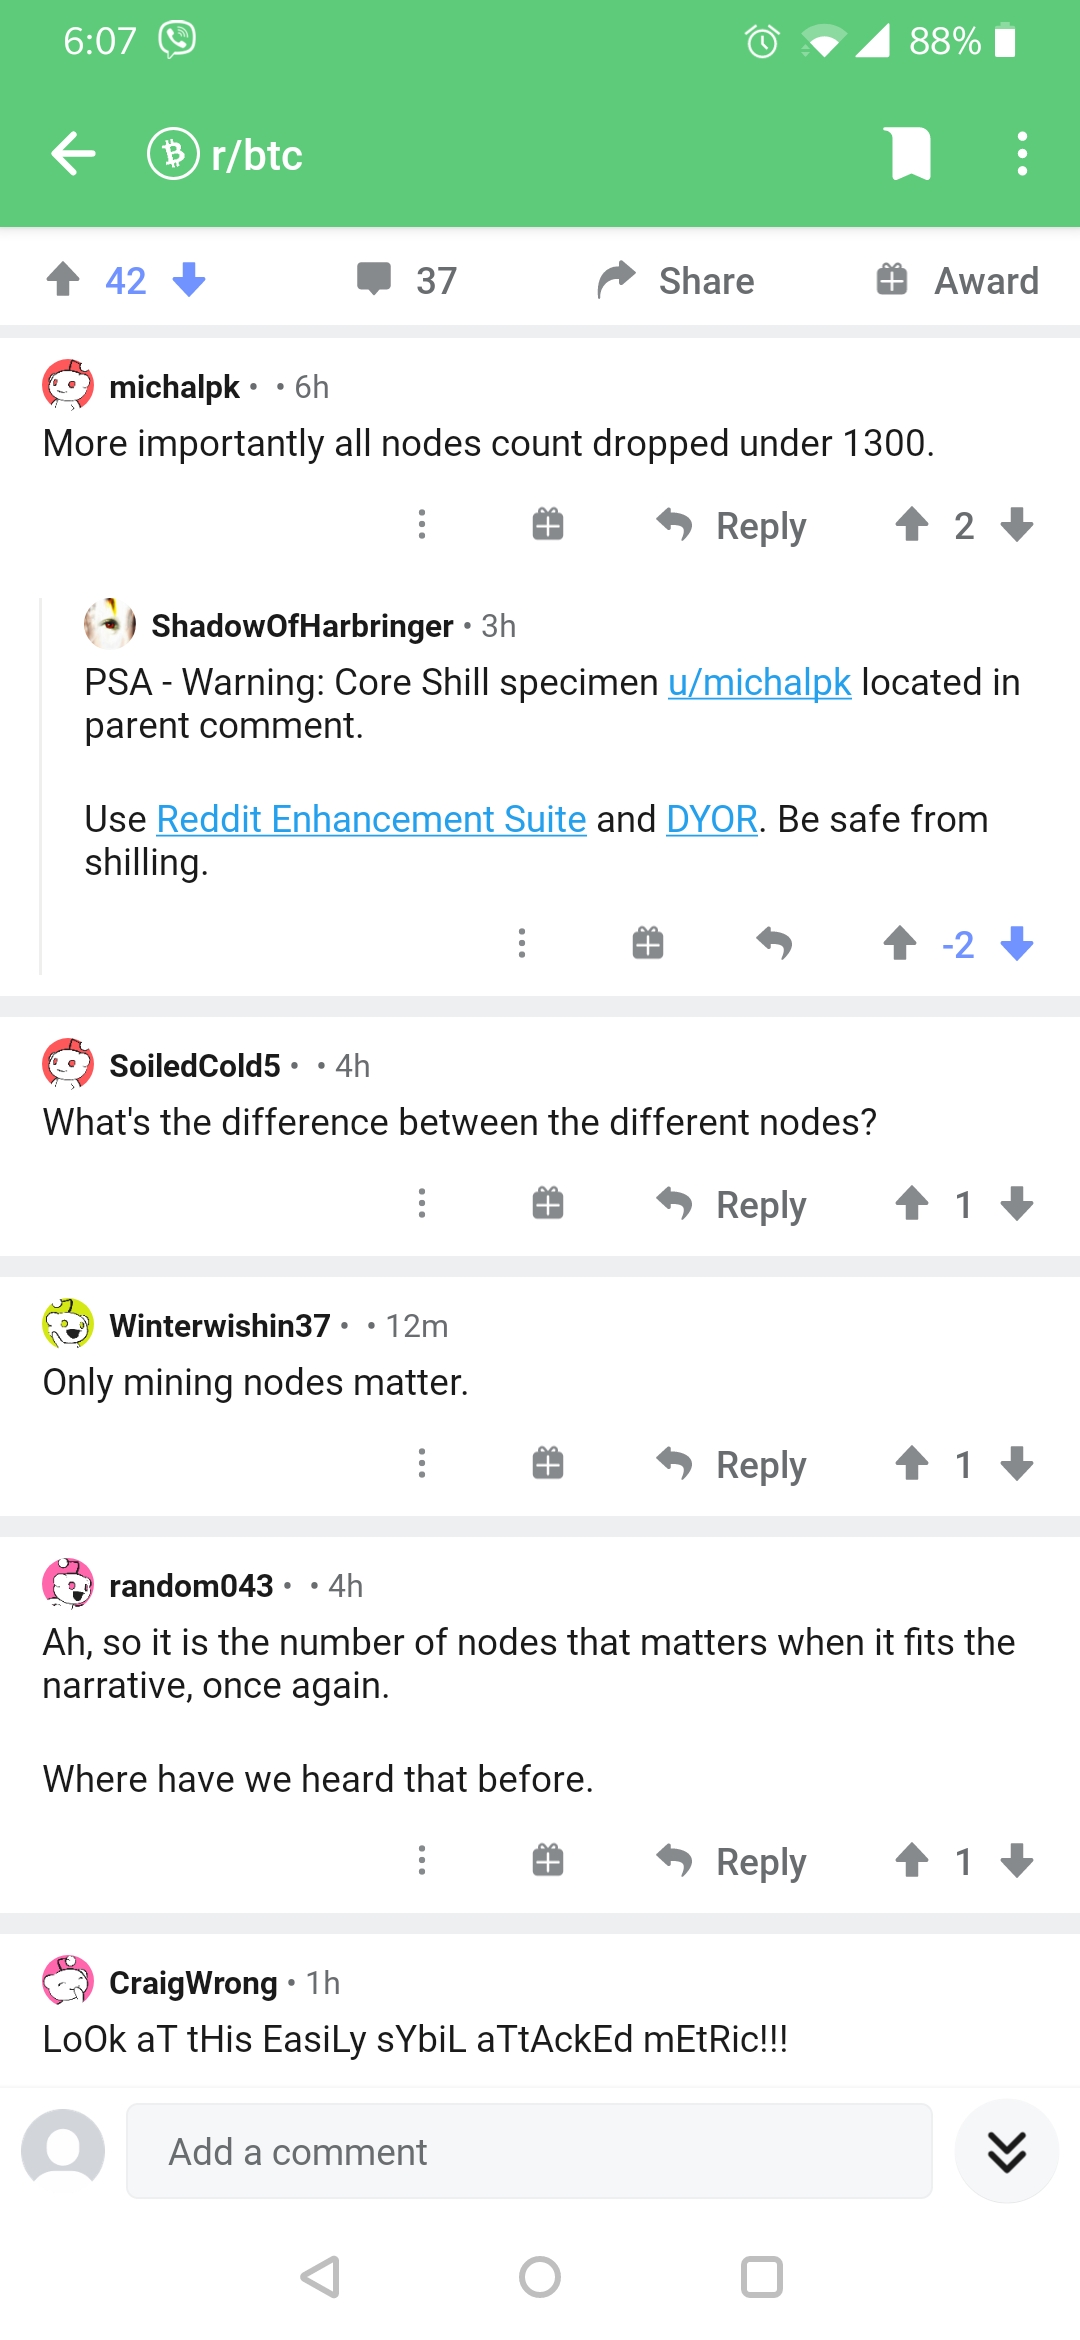 6:07
88%
r/btc
42
37
Share
Award
michalpk • • 6h
More importantly all nodes count dropped under 1300.
Reply
2
ShadowOfHarbringer • 3h
PSA - Warning: Core Shill specimen u/michalpk located in
parent comment.
Use Reddit Enhancement Suite and DYOR. Be safe from
shilling.
-2
SoiledCold5 • • 4h
What's the difference between the different nodes?
Reply
1
Winterwishin37 • • 12m
Only mining nodes matter.
Reply
1
random043 • • 4h
Ah, so it is the number of nodes that matters when it fits the
narrative, once again.
Where have we heard that before.
Reply
1
CraigWrong • 1h
LoOk aT tHis EasiLy sYbiL aTtAckEd mEtRic!!!
Add a comment